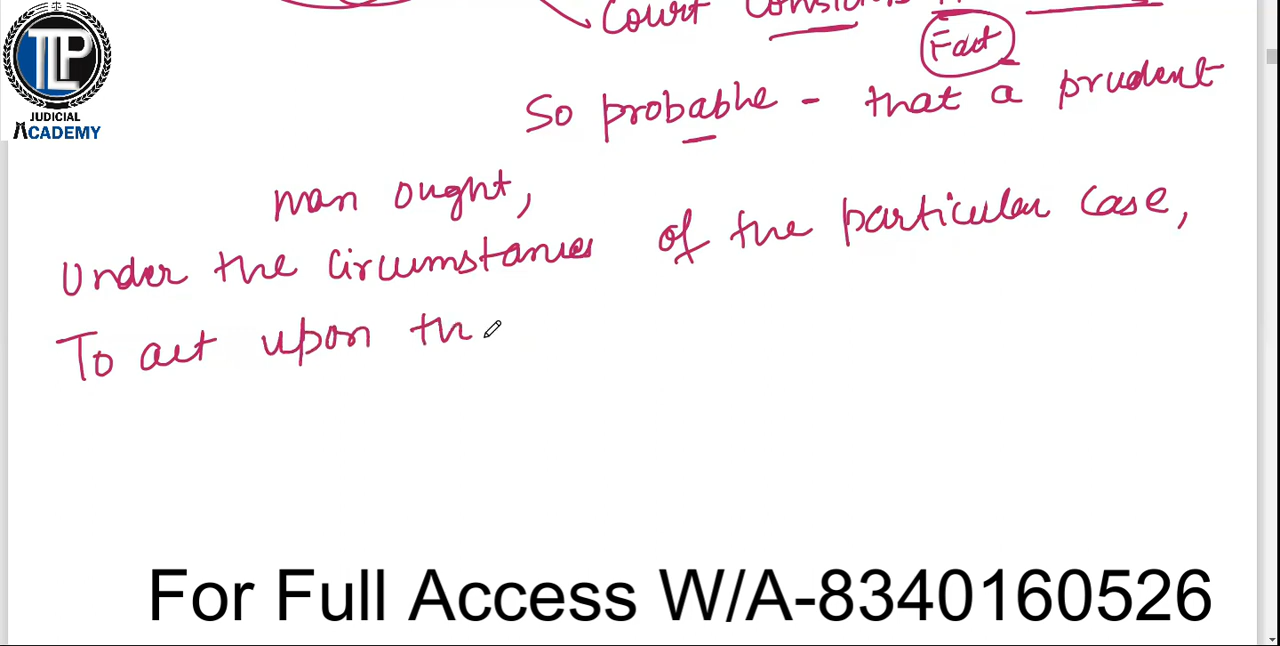 TLP
JUDICIAL
ACADEMY
Court Considers
Fact
So probable - that a prudent
man ought,
Under the Circumstances of the particular Case,
To act upon th
For Full Access W/A-8340160526